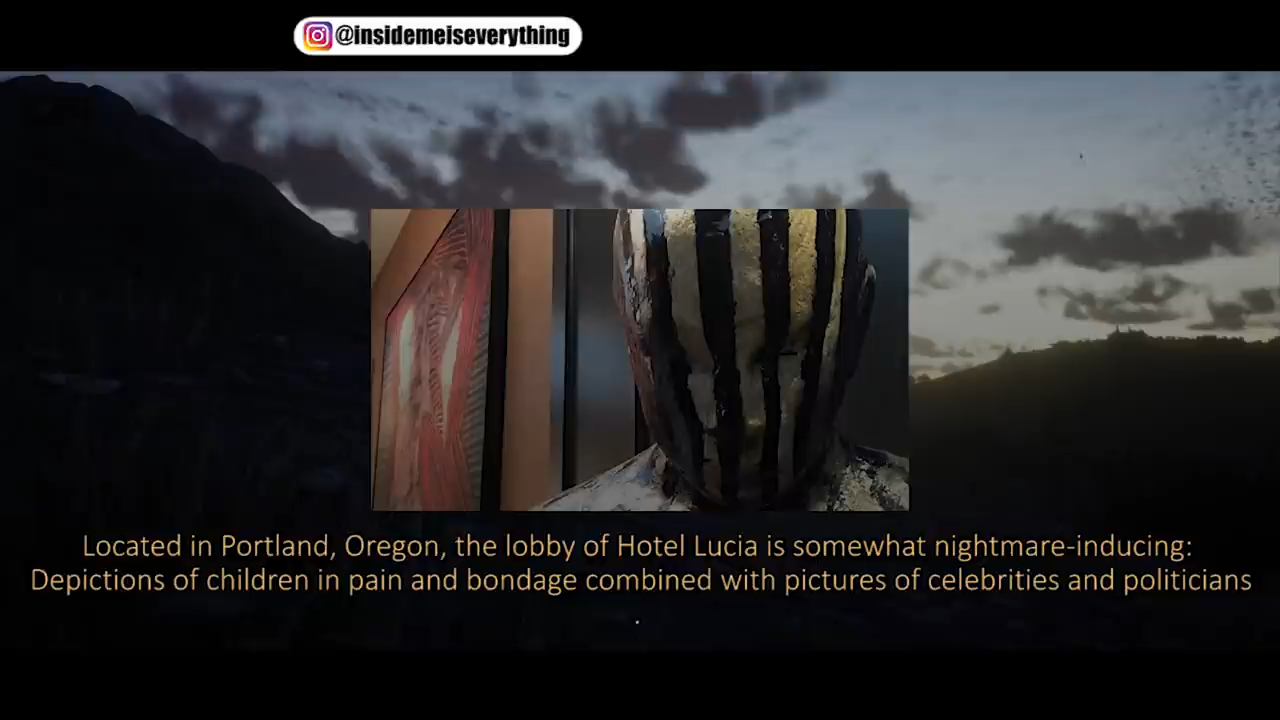 @insidemeiseverything
Located in Portland, Oregon, the lobby of Hotel Lucia is somewhat nightmare-inducing:
Depictions of children in pain and bondage combined with pictures of celebrities and politicians
.